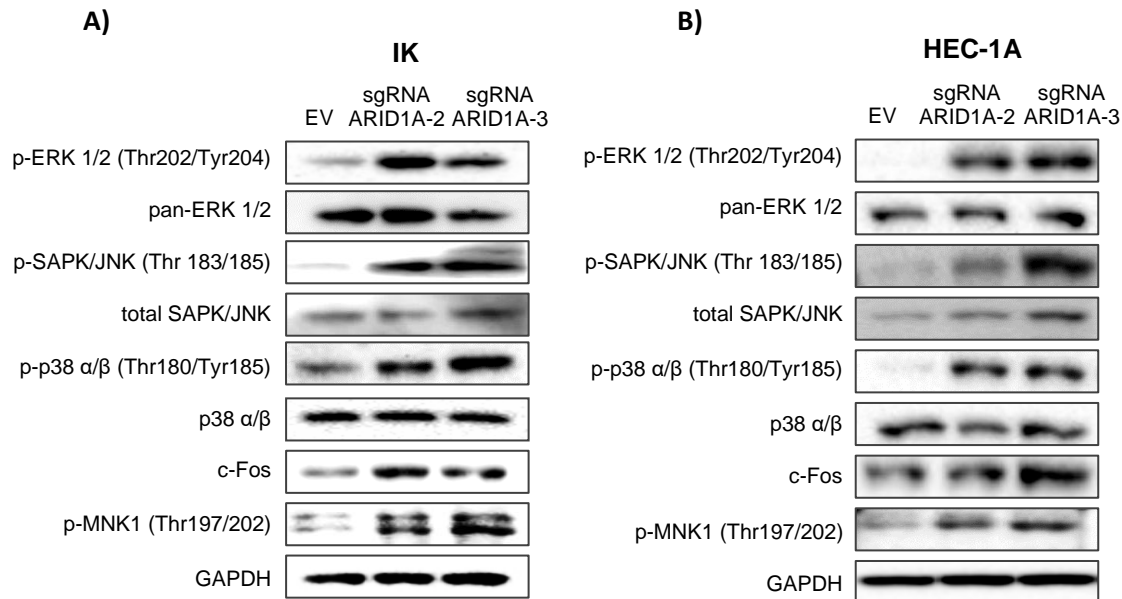 A)
IK
EV
sgRNA
ARID1A-2
sgRNA
ARID1A-3
p-ERK 1/2 (Thr202/Tyr204)
pan-ERK 1/2
p-SAPK/JNK (Thr 183/185)
total SAPK/JNK
p-p38 α/β (Thr180/Tyr185)
p38 α/β
c-Fos
p-MNK1 (Thr197/202)
GAPDH
B)
HEC-1A
EV
sgRNA
ARID1A-2
sgRNA
ARID1A-3
p-ERK 1/2 (Thr202/Tyr204)
pan-ERK 1/2
p-SAPK/JNK (Thr 183/185)
total SAPK/JNK
p-p38 α/β (Thr180/Tyr185)
p38 α/β
c-Fos
p-MNK1 (Thr197/202)
GAPDH